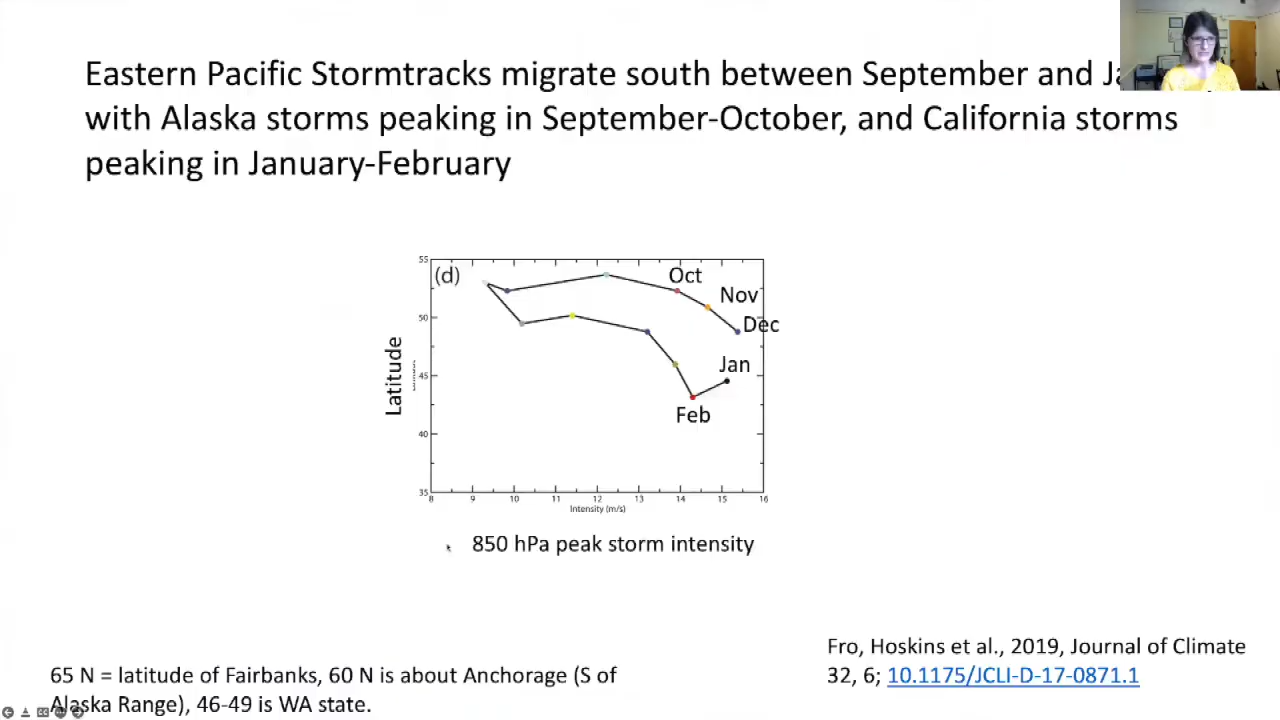 Eastern Pacific Stormtracks migrate south between September and
with Alaska storms peaking in September-October, and California storms
peaking in January-February
(d)
55
50
45
40
35
Latitude
Oct
Nov
Dec
Jan
Feb
8 9 10 11 12 13 14 15 16
Intensity (m/s)
850 hPa peak storm intensity
Fro, Hoskins et al., 2019, Journal of Climate
32, 6; 10.1175/JCLI-D-17-0871.1
65 N = latitude of Fairbanks, 60 N is about Anchorage (S of
Alaska Range), 46-49 is WA state.